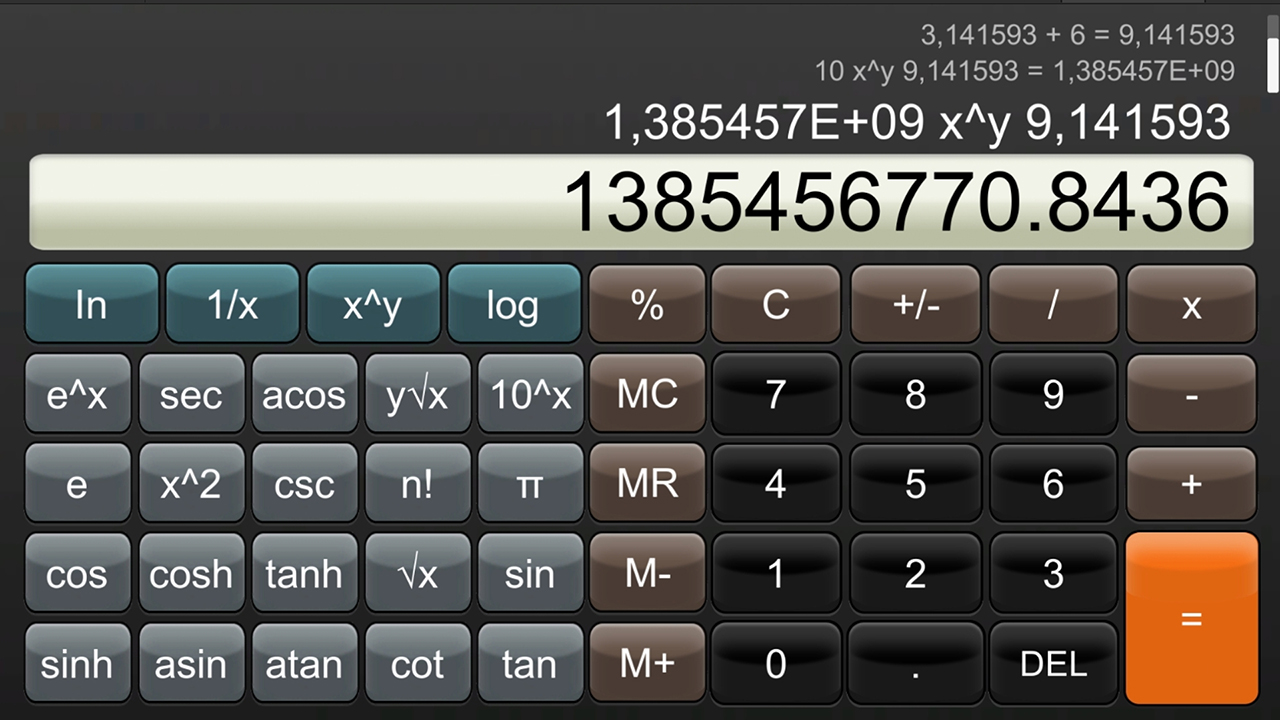 3,141593 + 6 = 9,141593
10 x^y 9,141593 = 1,385457E+09
1,385457E+09 x^y 9,141593
1385456770.8436
ln 1/x x^y log % C +/- / x
e^x sec acos y√x 10^x MC 7 8 9 -
e x^2 csc n! π MR 4 5 6 +
cos cosh tanh √x sin M- 1 2 3
=
sinh asin atan cot tan M+ 0 . DEL